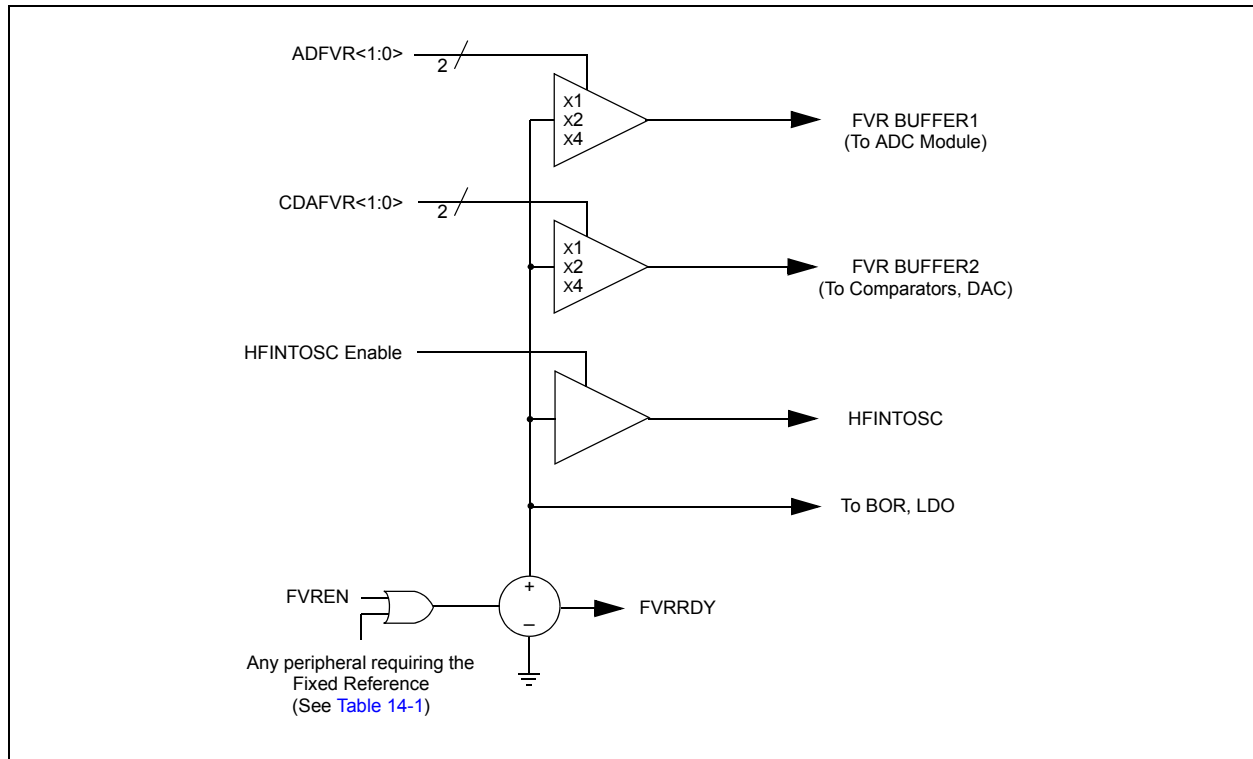 ADFVR<1:0>
2
x1
x2
x4
FVR BUFFER1
(To ADC Module)
CDAFVR<1:0>
2
x1
x2
x4
FVR BUFFER2
(To Comparators, DAC)
HFINTOSC Enable
HFINTOSC
To BOR, LDO
+
_
FVREN
FVRRDY
Any peripheral requiring the
Fixed Reference
(See Table 14-1)